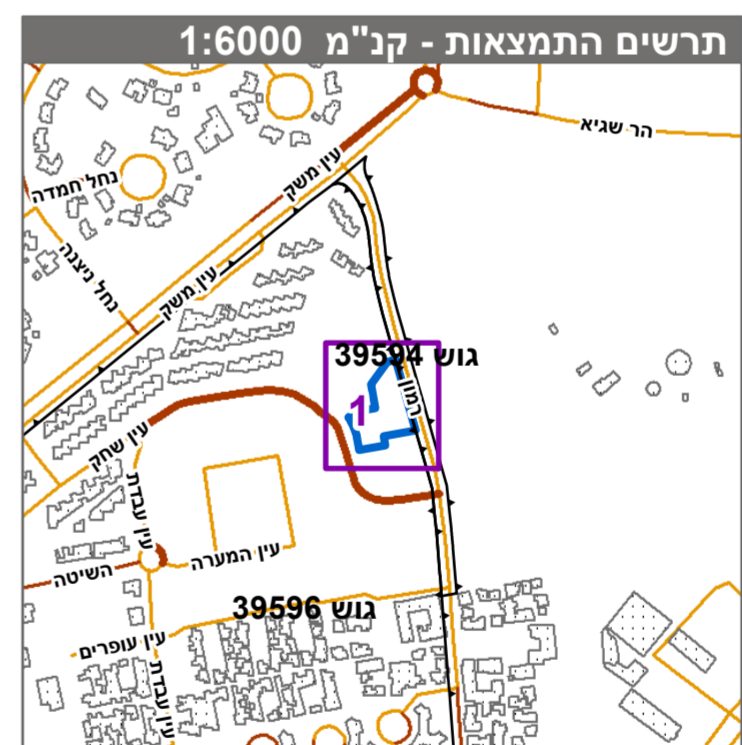 תרשים התמצאות - קנ"מ 1:6000
הר שגיא
עין משק
נחל חמדה
נחל ניצנה
עין משק
גוש 39594
רמון
1
עין שחק
עין עבדת
עין המערה
השיטה
גוש 39596
עין עופרים
עין עבדת